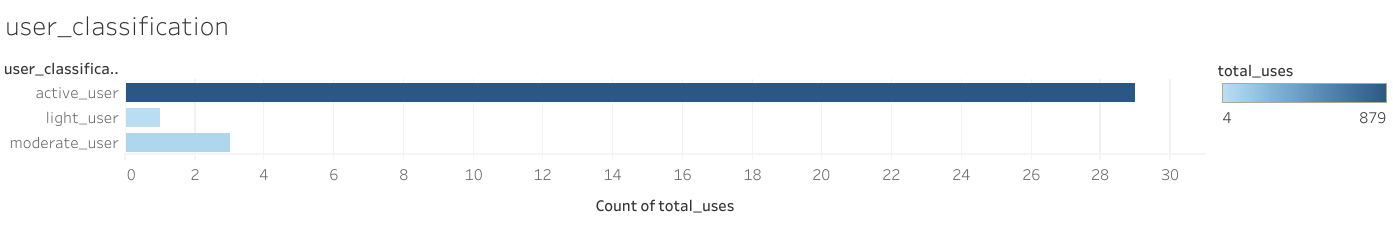 user_classification
user_classifica..
total_uses
active_user
light_user
4 879
moderate_user
0 2 4 6 8 10 12 14 16 18 20 22 24 26 28 30
Count of total_uses